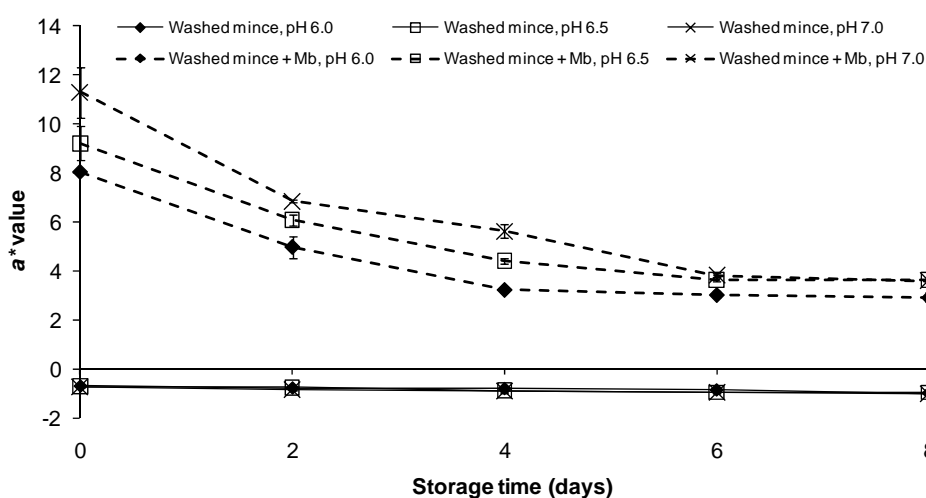 Washed mince, pH 6.0 Washed mince, pH 6.5 Washed mince, pH 7.0
Washed mince + Mb, pH 6.0 Washed mince + Mb, pH 6.5 Washed mince + Mb, pH 7.0
14
12
10
8
6
4
2
0
-2
a* value
0 2 4 6 8
Storage time (days)